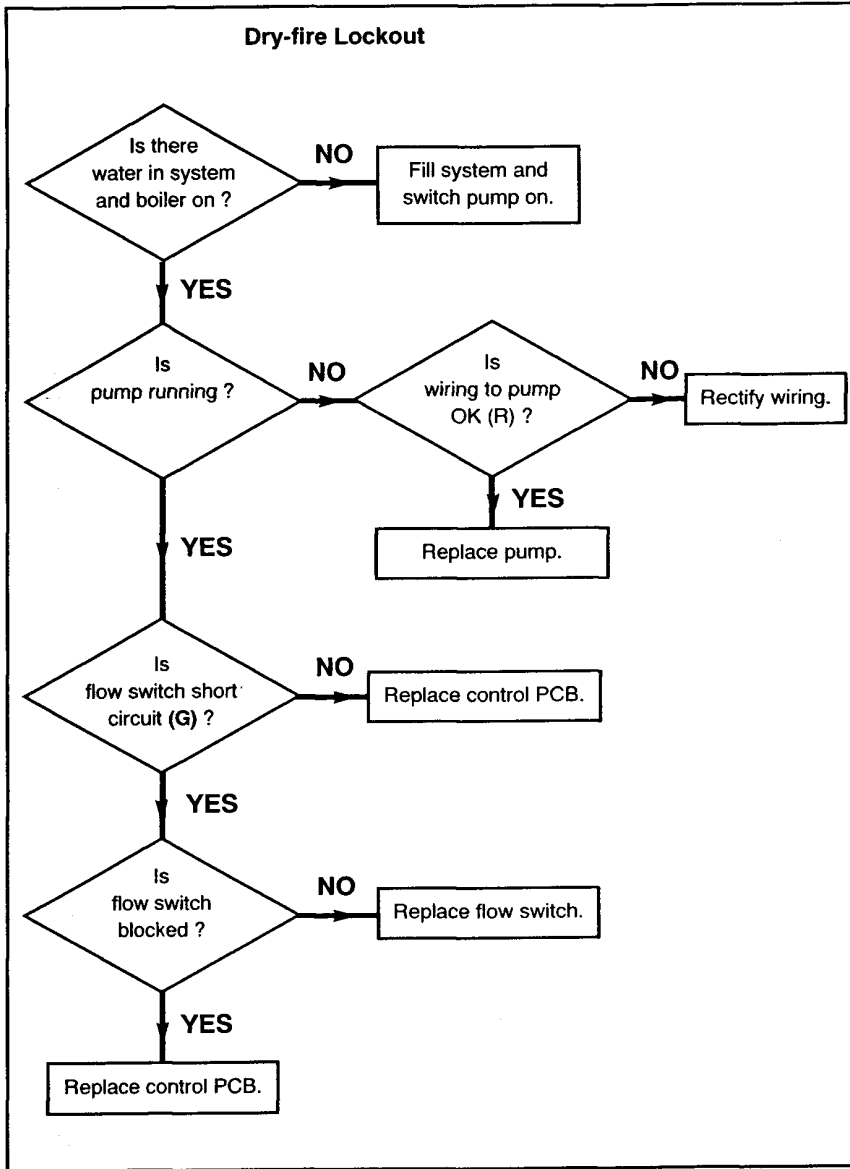 Dry-fire Lockout
Is there
water in system
and boiler on ?
NO
Fill system and
switch pump on.
YES
Is
pump running ?
NO
Is
wiring to pump
OK (R) ?
NO
Rectify wiring.
YES
Replace pump.
YES
Is
flow switch short
circuit (G) ?
NO
Replace control PCB.
YES
Is
flow switch
blocked ?
NO
Replace flow switch.
YES
Replace control PCB.